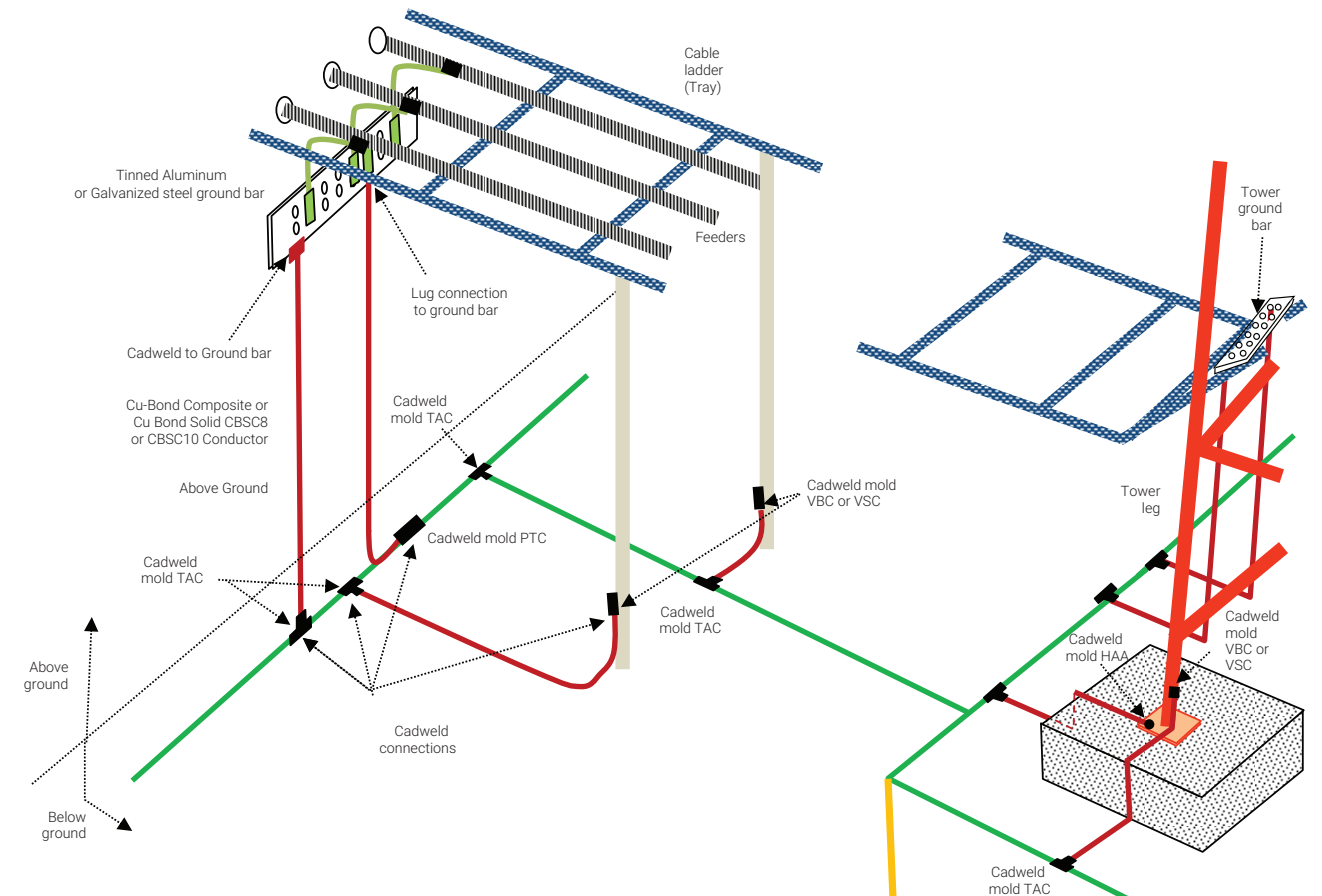 Cable
ladder
(Tray)
Tinned Aluminum
or Galvanized steel ground bar
Tower
ground
bar
Feeders
Lug connection
to ground bar
Cadweld to Ground bar
Cu-Bond Composite or
Cu Bond Solid CBSC8
or CBSC10 Conductor
Cadweld
mold TAC
Above Ground
Cadweld mold
VBC or VSC
Tower
leg
Cadweld mold PTC
Cadweld
mold TAC
Cadweld
mold TAC
Cadweld
mold HAA
Cadweld
mold
VBC or
VSC
Above
ground
Cadweld
connections
Below
ground
Cadweld
mold TAC